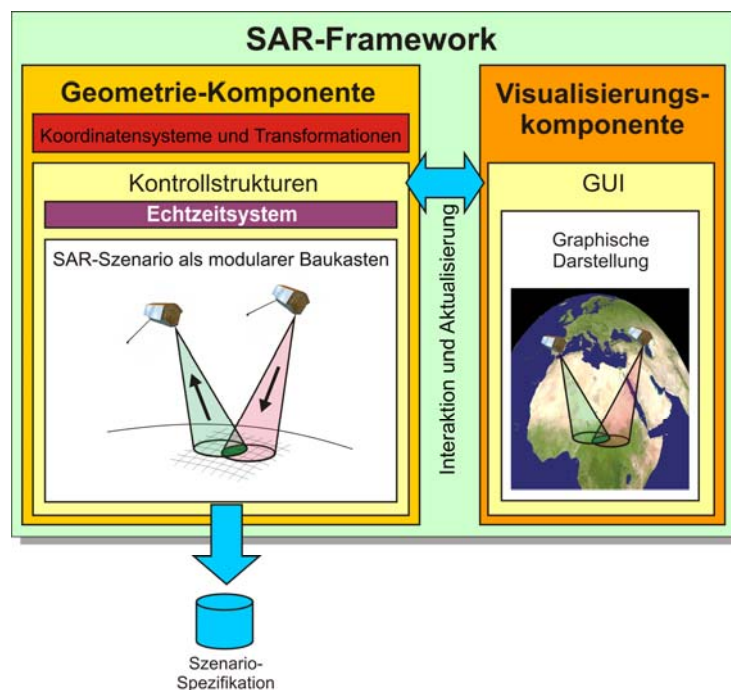 SAR-Framework
Geometrie-Komponente
Koordinatensysteme und Transformationen
Kontrollstrukturen
Echtzeitsystem
SAR-Szenario als modularer Baukasten
Interaktion und Aktualisierung
Visualisierungs-
komponente
GUI
Graphische
Darstellung
Szenario-
Spezifikation